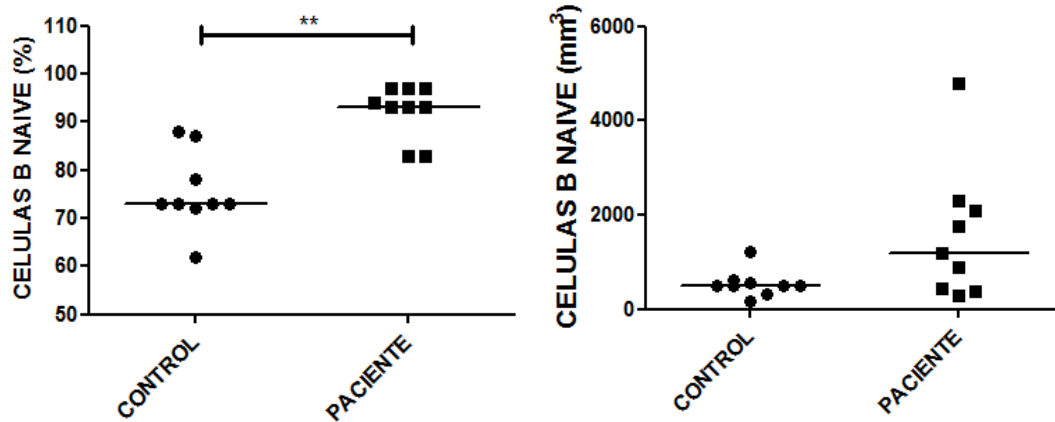 CELULAS B NAIVE (%)
110
100
90
80
70
60
50
**
CONTROL
PACIENTE
CELULAS B NAIVE (mm³)
6000
4000
2000
0
CONTROL
PACIENTE